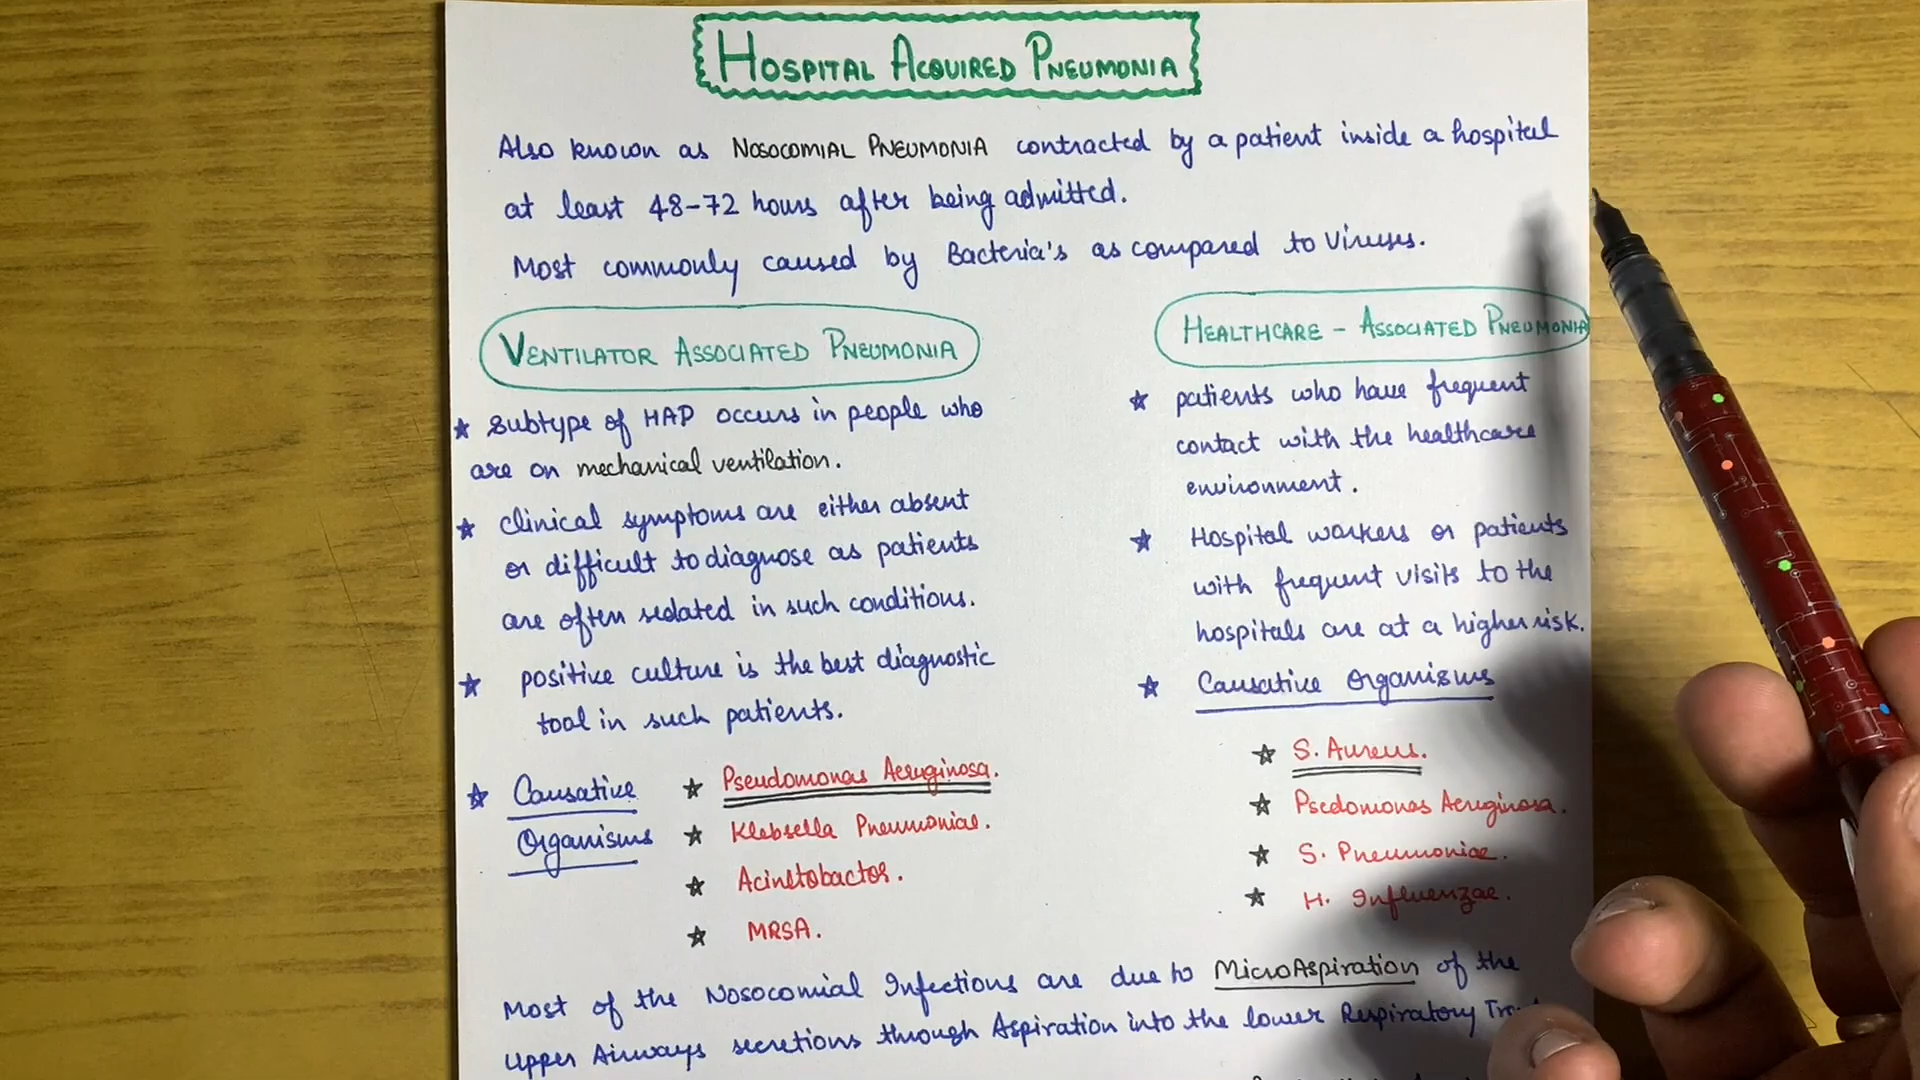 HOSPITAL ACQUIRED PNEUMONIA
Also known as NOSOCOMIAL PNEUMONIA contracted by a patient inside a hospital
at least 48-72 hours after being admitted.
Most commonly caused by Bacteria's as compared to Viruses.
VENTILATOR ASSOCIATED PNEUMONIA
★ subtype of HAP occurs in people who
are on mechanical ventilation.
★ clinical symptoms are either absent
or difficult to diagnose as patients
are often sedated in such conditions.
★ positive culture is the best diagnostic
tool in such patients.
★ Causative
Organisms
★ Pseudomonas Aeruginosa.
★ Klebsella Pneumoniae.
★ Acinetobactor.
★ MRSA.
HEALTHCARE - ASSOCIATED PNEUMONIA
★ patients who have frequent
contact with the healthcare
environment.
★ Hospital workers or patients
with frequent visits to the
hospitals are at a higher risk.
★ Causative Organisms
★ S. Aureus.
★ Psedomonas Aeruginosa.
★ S. Pneumoniae.
★ H. Influenzae.
Most of the Nosocomial Infections are due to MicroAspiration of the
Upper Airways secretions through Aspiration into the lower Respiratory